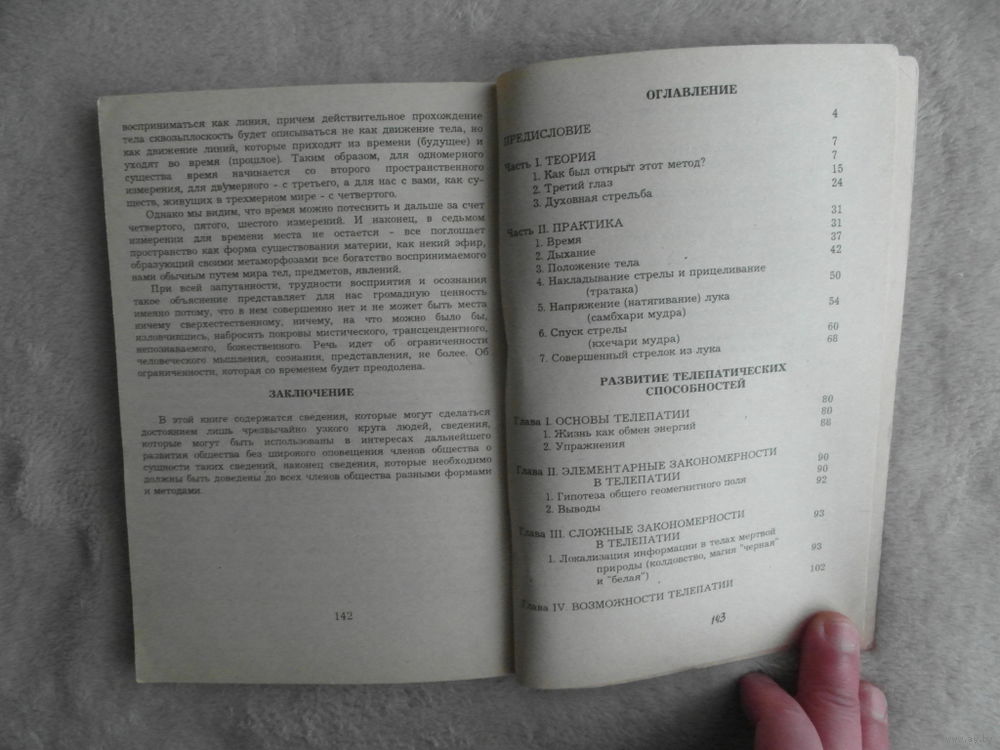 восприниматься как линия, причем действительное прохождение
тела сквозьплоскость будет описываться не как движение тела, но
как движение линий, которые приходят из времени (будущее) и
уходят во время (прошлое). Таким образом, для одномерного
существа время начинается со второго пространственного
измерения, для двумерного - с третьего, а для нас с вами, как су-
ществ, живущих в трехмерном мире - с четвертого.
Однако мы видим, что время можно потеснить и дальше за счет
четвертого, пятого, шестого измерений. И наконец, в седьмом
измерении для времени места не остается - все поглощает
пространство как форма существования материи, как некий эфир,
образующий своими метаморфозами все богатство воспринимаемого
нами обычным путем мира тел, предметов, явлений.
При всей запутанности, трудности восприятия и осознания
такое объяснение представляет для нас громадную ценность
именно потому, что в нем совершенно нет и не может быть места
ничему сверхестественному, ничему, на что можно было бы,
изловчившись, набросить покровы мистического, трансцендентного,
непознаваемого, божественного. Речь идет об ограниченности
человеческого мышления, сознания, представления, не более. Об
ограниченности, которая со временем будет преодолена.
ЗАКЛЮЧЕНИЕ
В этой книге содержатся сведения, которые могут сделаться
достоянием лишь чрезвычайно узкого круга людей, сведения,
которые могут быть использованы в интересах дальнейшего
развития общества без широкого оповещения членов общества о
сущности таких сведений, наконец сведения, которые необходимо
должны быть доведены до всех членов общества разными формами
и методами.
142
ОГЛАВЛЕНИЕ
ПРЕДИСЛОВИЕ 4
Часть I. ТЕОРИЯ 7
1. Как был открыт этот метод? 7
2. Третий глаз 15
3. Духовная стрельба 24
Часть II. ПРАКТИКА 31
1. Время 31
2. Дыхание 37
3. Положение тела 42
4. Накладывание стрелы и прицеливание
(тратака) 50
5. Напряжение (натягивание) лука
(самбхари мудра) 54
6. Спуск стрелы
(кхечари мудра) 60
7. Совершенный стрелок из лука 68
РАЗВИТИЕ ТЕЛЕПАТИЧЕСКИХ
СПОСОБНОСТЕЙ
Глава I. ОСНОВЫ ТЕЛЕПАТИИ 80
1. Жизнь как обмен энергий 80
2. Упражнения 88
Глава II. ЭЛЕМЕНТАРНЫЕ ЗАКОНОМЕРНОСТИ
В ТЕЛЕПАТИИ 90
1. Гипотеза общего геомегнитного поля 90
2. Выводы 92
Глава III. СЛОЖНЫЕ ЗАКОНОМЕРНОСТИ
В ТЕЛЕПАТИИ 93
1. Локализация информации в телах мертвой
природы (колдовство, магия "черная"
и "белая") 93
Глава IV. ВОЗМОЖНОСТИ ТЕЛЕПАТИИ 102
143